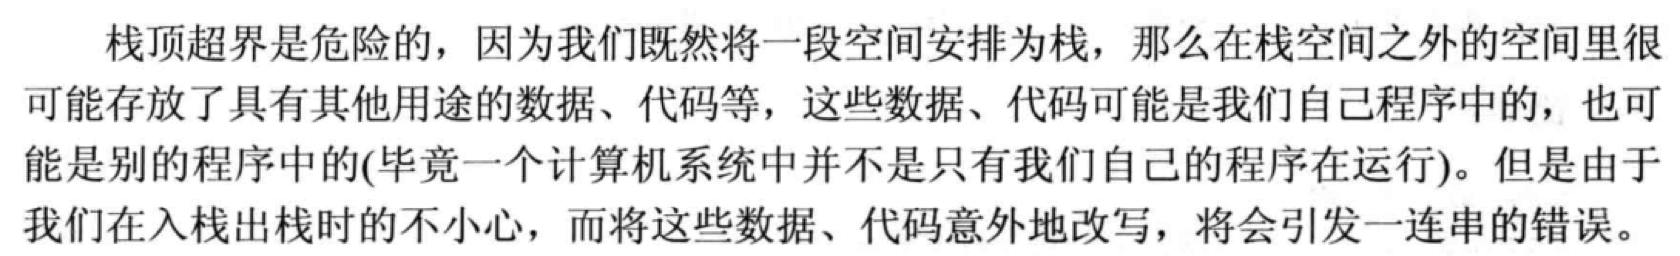 栈顶超界是危险的，因为我们既然将一段空间安排为栈，那么在栈空间之外的空间里很
可能存放了具有其他用途的数据、代码等，这些数据、代码可能是我们自己程序中的，也可
能是别的程序中的(毕竟一个计算机系统中并不是只有我们自己的程序在运行)。但是由于
我们在入栈出栈时的不小心，而将这些数据、代码意外地改写，将会引发一连串的错误。